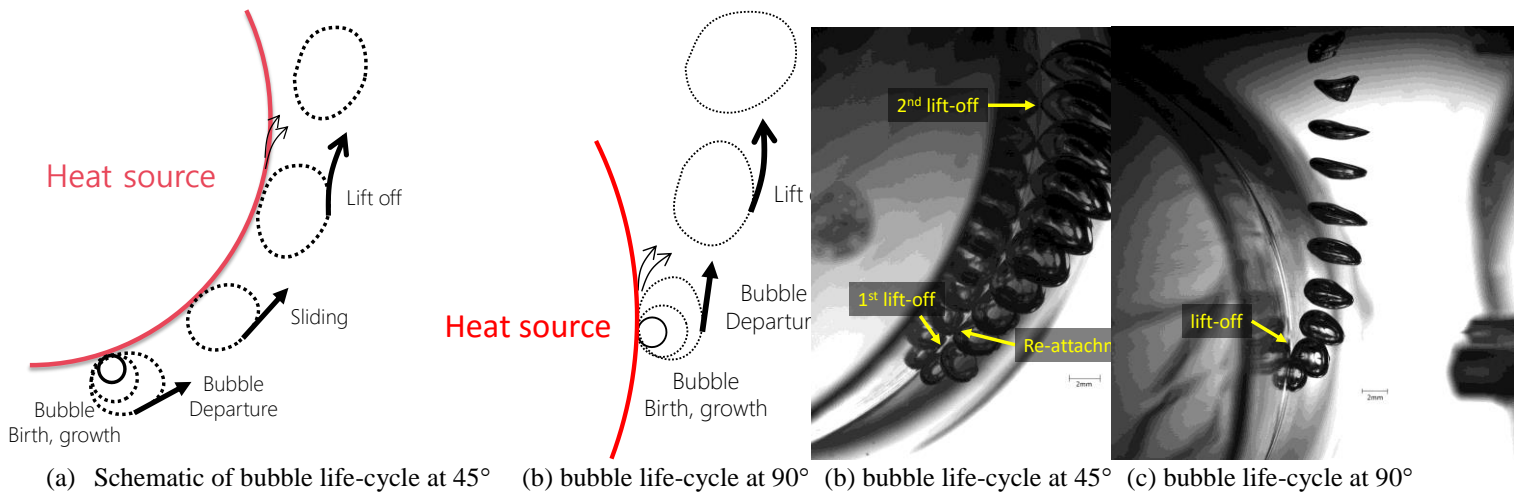 Heat source
Lift off
Sliding
Bubble
Departure
Bubble
Birth, growth
Heat source
Lift
Bubble
Departure
Bubble
Birth, growth
2nd lift-off
1st lift-off
Re-attachm
2mm
lift-off
2mm
(a) Schematic of bubble life-cycle at 45°
(b) bubble life-cycle at 90°
(b) bubble life-cycle at 45°
(c) bubble life-cycle at 90°